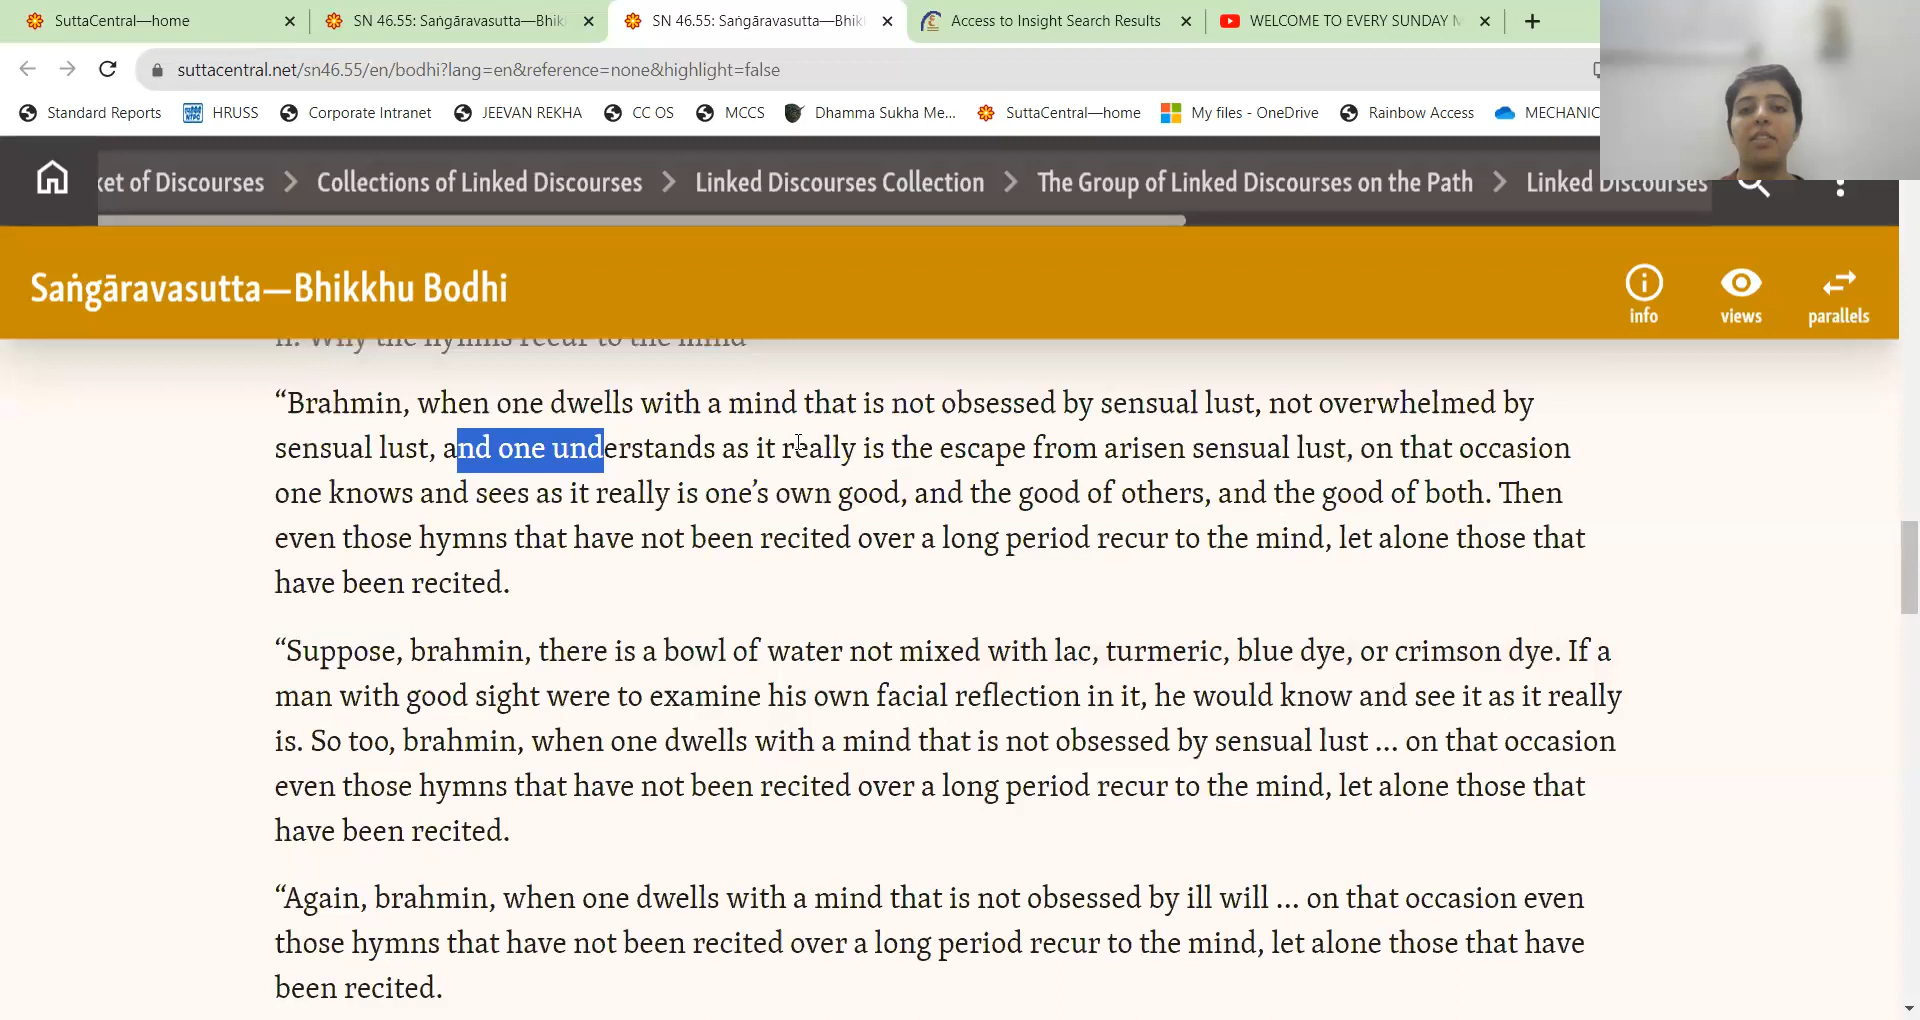 SuttaCentral—home
SN 46.55: Saṅgāravasutta—Bhik
SN 46.55: Saṅgāravasutta—Bhik
Access to Insight Search Results
WELCOME TO EVERY SUNDAY M
suttacentral.net/sn46.55/en/bodhi?lang=en&reference=none&highlight=false
Standard Reports
HRUSS
Corporate Intranet
JEEVAN REKHA
CC OS
MCCS
Dhamma Sukha Me...
SuttaCentral—home
My files - OneDrive
Rainbow Access
MECHANIC
ket of Discourses
Collections of Linked Discourses
Linked Discourses Collection
The Group of Linked Discourses on the Path
Linked Discourses
Saṅgāravasutta—Bhikkhu Bodhi
info
views
parallels
ii. Why the hymns recur to the mind
“Brahmin, when one dwells with a mind that is not obsessed by sensual lust, not overwhelmed by
sensual lust, and one understands as it really is the escape from arisen sensual lust, on that occasion
one knows and sees as it really is one’s own good, and the good of others, and the good of both. Then
even those hymns that have not been recited over a long period recur to the mind, let alone those that
have been recited.
“Suppose, brahmin, there is a bowl of water not mixed with lac, turmeric, blue dye, or crimson dye. If a
man with good sight were to examine his own facial reflection in it, he would know and see it as it really
is. So too, brahmin, when one dwells with a mind that is not obsessed by sensual lust … on that occasion
even those hymns that have not been recited over a long period recur to the mind, let alone those that
have been recited.
“Again, brahmin, when one dwells with a mind that is not obsessed by ill will … on that occasion even
those hymns that have not been recited over a long period recur to the mind, let alone those that have
been recited.